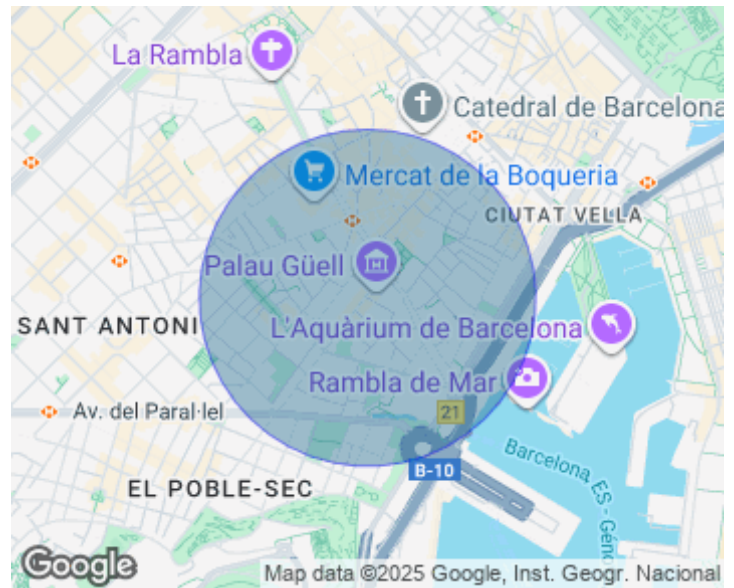 La Rambla
Catedral de Barcelona
Mercat de la Boqueria
CIUTAT VELLA
Palau Güell
SANT ANTONI
L'Aquàrium de Barcelona
Rambla de Mar
Av. del Paral·lel
21
B-10
Barcelona, ES - Géno
EL POBLE-SEC
Google
Map data ©2025 Google, Inst. Geogr. Nacional